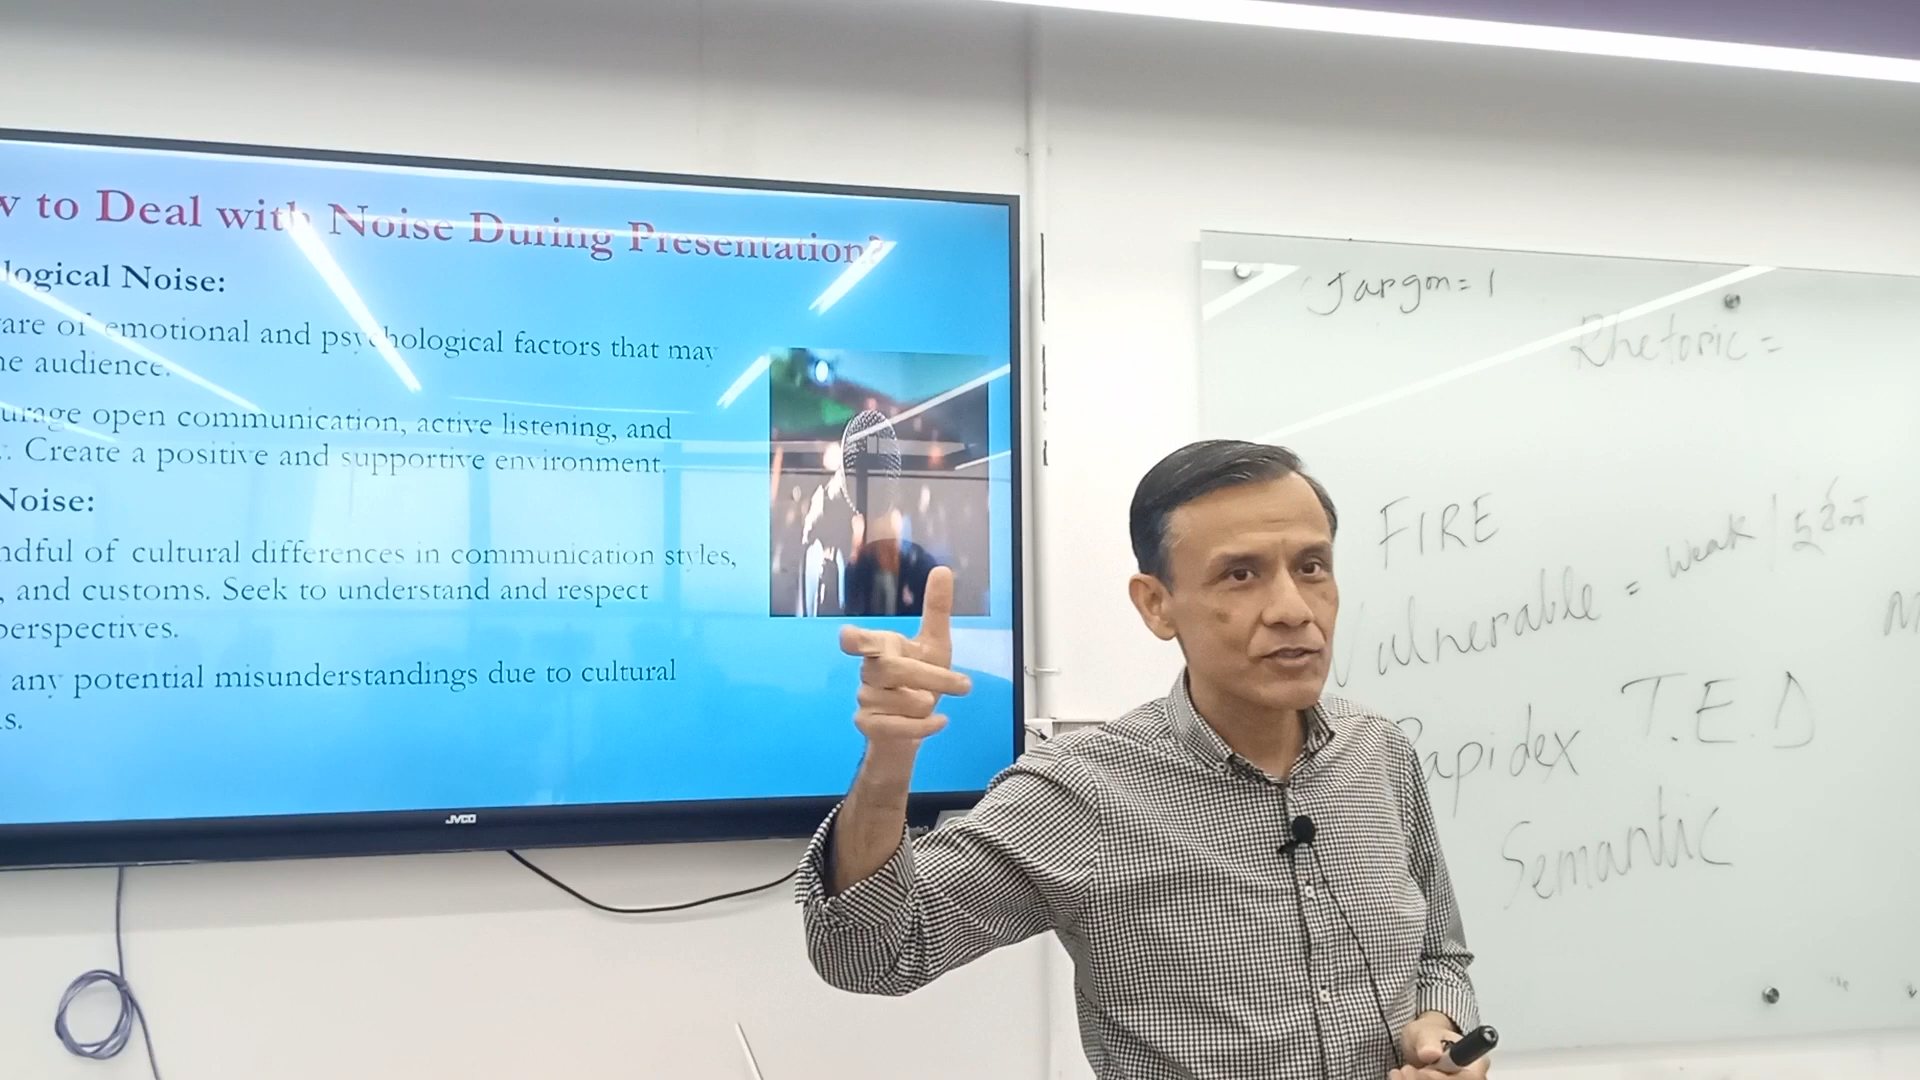 w to Deal with Noise During Presentation?
logical Noise:
are of emotional and psychological factors that may
he audience.
urage open communication, active listening, and
. Create a positive and supportive environment.
Noise:
ndful of cultural differences in communication styles,
, and customs. Seek to understand and respect
perspectives.
any potential misunderstandings due to cultural
s.
JVCO
Jargon = 1
Rhetoric =
FIRE
Vulnerable = Weak /
Rapidex T.E.D
Semantic